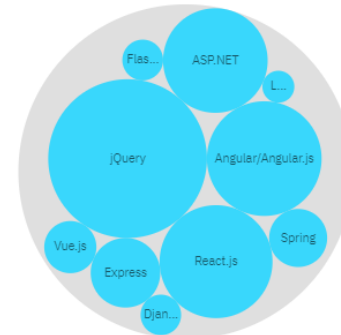 Flas...
ASP.NET
L...
jQuery
Angular/Angular.js
Vue.js
Express
React.js
Spring
Djan...